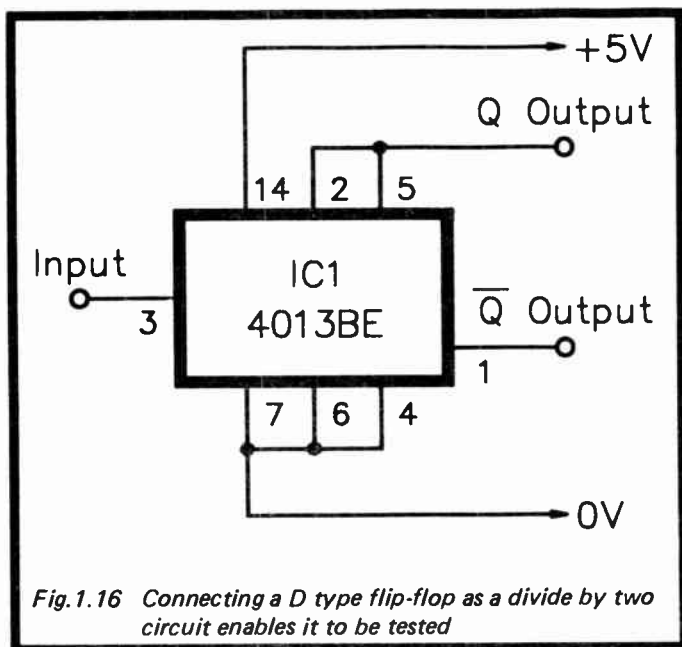 +5V
Q Output
14 2 5
Input
IC1
4013BE
3
Q̅ Output
1
7 6 4
0V
Fig.1.16 Connecting a D type flip-flop as a divide by two
circuit enables it to be tested